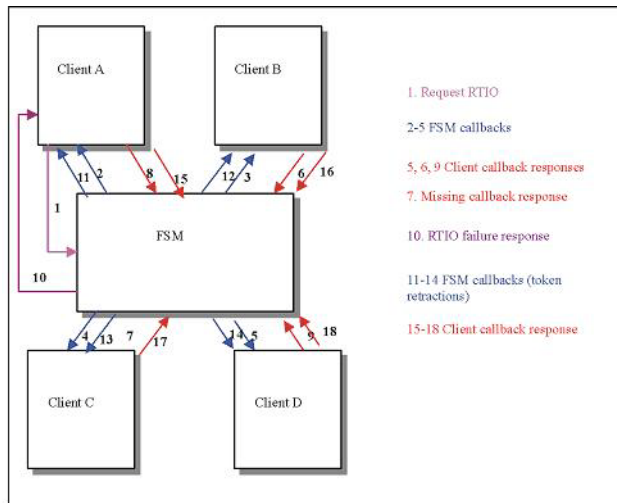 Client A
Client B
1. Request RTIO
2-5 FSM callbacks
5, 6, 9 Client callback responses
7. Missing callback response
10. RTIO failure response
11-14 FSM callbacks (token
retractions)
15-18 Client callback response
11
2
8
15
12
3
6
16
1
FSM
10
4
13
7
17
14
5
9
18
Client C
Client D